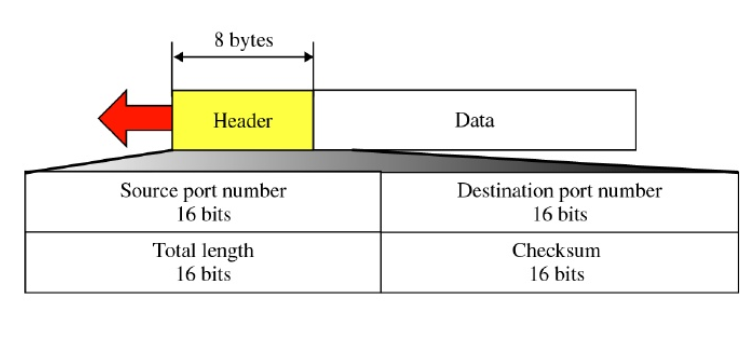 8 bytes
Header
Data
Source port number
16 bits
Destination port number
16 bits
Total length
16 bits
Checksum
16 bits